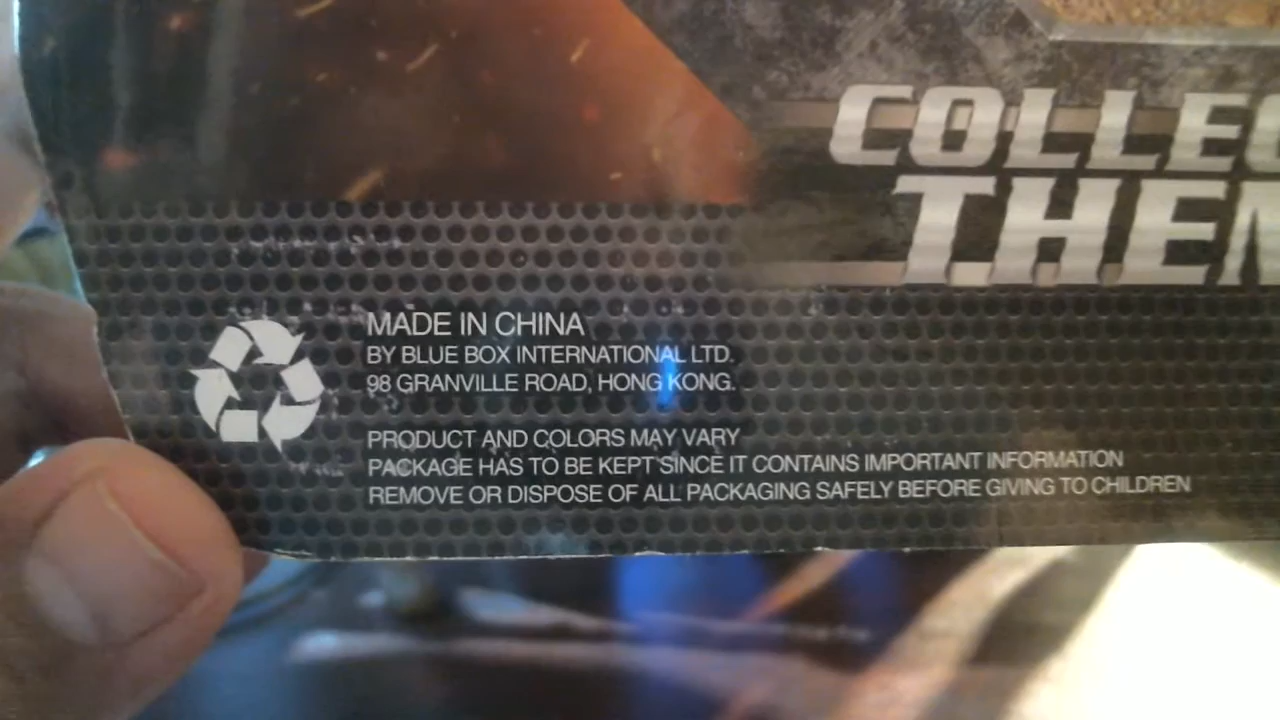 COLLEC
THEM
MADE IN CHINA
BY BLUE BOX INTERNATIONAL LTD.
98 GRANVILLE ROAD, HONG KONG.
PRODUCT AND COLORS MAY VARY
PACKAGE HAS TO BE KEPT SINCE IT CONTAINS IMPORTANT INFORMATION
REMOVE OR DISPOSE OF ALL PACKAGING SAFELY BEFORE GIVING TO CHILDREN